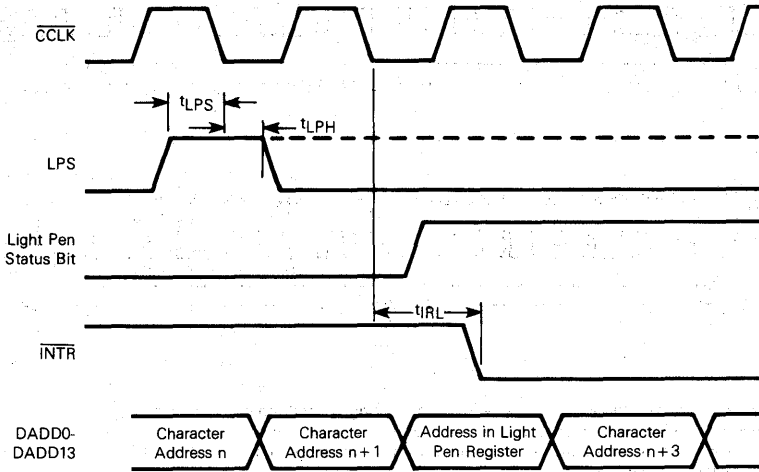 CCLK
tLPS
tLPH
LPS
Light Pen
Status Bit
tIRL
INTR
DADD0-
DADD13
Character
Address n
Character
Address n + 1
Address in Light
Pen Register
Character
Address n + 3